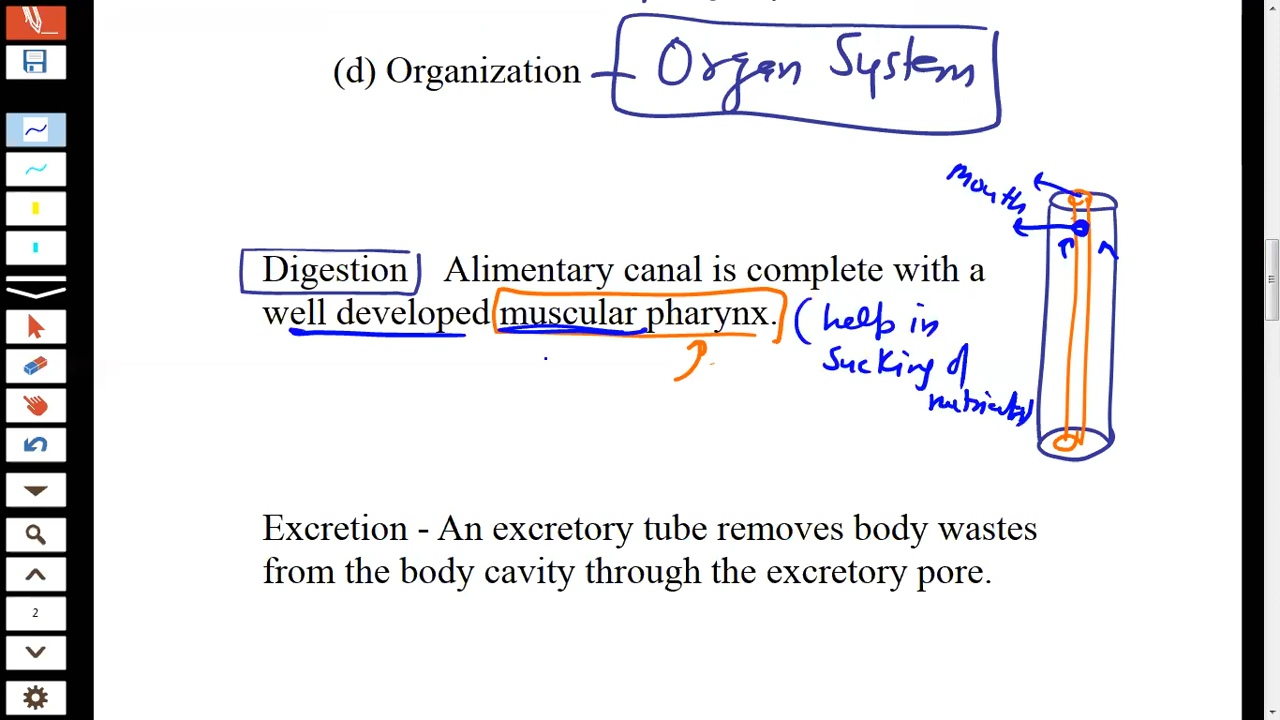 (d) Organization - Organ System
mouth
Digestion Alimentary canal is complete with a
well developed muscular pharynx. (help in
sucking of
nutrients)
Excretion - An excretory tube removes body wastes
from the body cavity through the excretory pore.
2